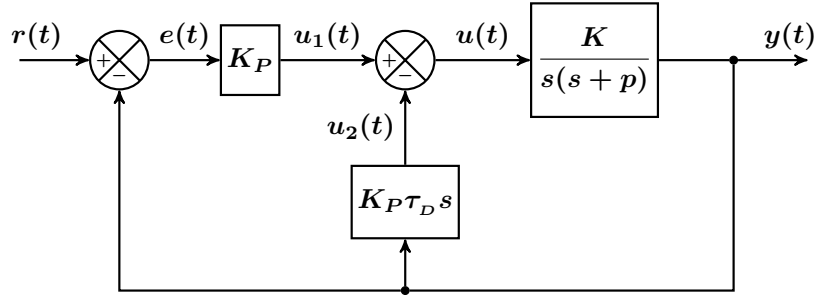 r(t)
+
−
e(t)
K_P
u_1(t)
+
−
u(t)
K
s(s + p)
y(t)
u_2(t)
K_P τ_D s